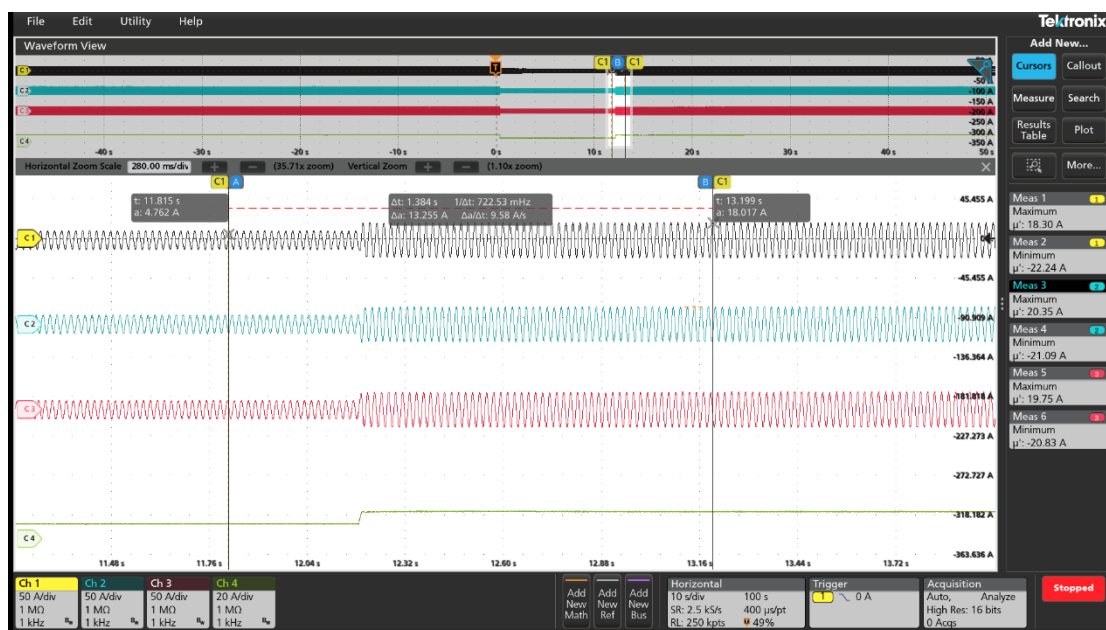 File Edit Utility Help
Tektronix
Waveform View
Add New...
C1 B C1
T
C1
-50 A
C2
-100 A
-150 A
C3
-200 A
-250 A
C4
-300 A
-350 A
-40 s -30 s -20 s -10 s 0 s 10 s 20 s 30 s 40 s 50 s
Cursors Callout
Measure Search
Results Table Plot
More...
Horizontal Zoom Scale 280.00 ms/div + − (35.71x zoom) Vertical Zoom + − (1.10x zoom) ×
C1 A
B C1
t: 11.815 s
a: 4.762 A
Δt: 1.384 s 1/Δt: 722.53 mHz
Δa: 13.255 A Δa/Δt: 9.58 A/s
t: 13.199 s
a: 18.017 A
45.455 A
C1
-45.455 A
C2
-90.909 A
-136.364 A
C3
-181.818 A
-227.273 A
-272.727 A
-318.182 A
C4
-363.636 A
11.48 s 11.76 s 12.04 s 12.32 s 12.60 s 12.88 s 13.16 s 13.44 s 13.72 s
Meas 1 1
Maximum
µ': 18.30 A
Meas 2 1
Minimum
µ': -22.24 A
Meas 3 2
Maximum
µ': 20.35 A
Meas 4 2
Minimum
µ': -21.09 A
Meas 5 3
Maximum
µ': 19.75 A
Meas 6 3
Minimum
µ': -20.83 A
Ch 1
50 A/div
1 MΩ
1 kHz
Ch 2
50 A/div
1 MΩ
1 kHz
Ch 3
50 A/div
1 MΩ
1 kHz
Ch 4
20 A/div
1 MΩ
1 kHz
Add New Math
Add New Ref
Add New Bus
Horizontal
10 s/div 100 s
SR: 2.5 kS/s 400 µs/pt
RL: 250 kpts 49%
Trigger
1 0 A
Acquisition
Auto, Analyze
High Res: 16 bits
0 Acqs
Stopped